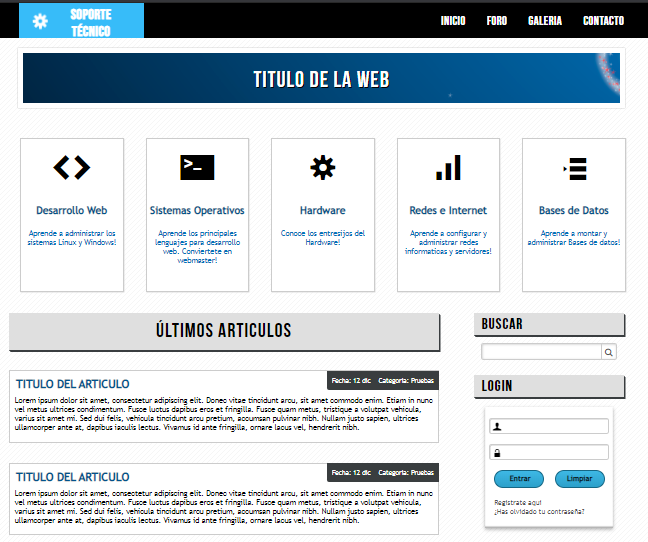 SOPORTE
TÉCNICO
INICIO FORO GALERIA CONTACTO
TITULO DE LA WEB
>_
Desarrollo Web
Aprende a administrar los
sistemas Linux y Windows!
Sistemas Operativos
Aprende los principales
lenguajes para desarrollo
web. Conviertete en
webmaster!
Hardware
Conoce los entresijos del
Hardware!
Redes e Internet
Aprende a configurar y
administrar redes
informaticas y servidores!
Bases de Datos
Aprende a montar y
administrar Bases de datos!
ÚLTIMOS ARTICULOS
TITULO DEL ARTICULO
Fecha: 12 dic Categoria: Pruebas
Lorem ipsum dolor sit amet, consectetur adipiscing elit. Donec vitae tincidunt arcu, sit amet commodo enim. Etiam in nunc
vel metus ultrices condimentum. Fusce luctus dapibus eros et fringilla. Fusce quam metus, tristique a volutpat vehicula,
varius sit amet mi. Sed dui felis, vehicula tincidunt arcu pretium, accumsan pulvinar nibh. Nullam justo sapien, ultrices
ullamcorper ante at, dapibus iaculis lectus. Vivamus id ante fringilla, ornare lacus vel, hendrerit nibh.
TITULO DEL ARTICULO
Fecha: 12 dic Categoria: Pruebas
Lorem ipsum dolor sit amet, consectetur adipiscing elit. Donec vitae tincidunt arcu, sit amet commodo enim. Etiam in nunc
vel metus ultrices condimentum. Fusce luctus dapibus eros et fringilla. Fusce quam metus, tristique a volutpat vehicula,
varius sit amet mi. Sed dui felis, vehicula tincidunt arcu pretium, accumsan pulvinar nibh. Nullam justo sapien, ultrices
ullamcorper ante at, dapibus iaculis lectus. Vivamus id ante fringilla, ornare lacus vel, hendrerit nibh.
BUSCAR
LOGIN
Entrar Limpiar
Registrate aqui
¿Has olvidado tu contraseña?